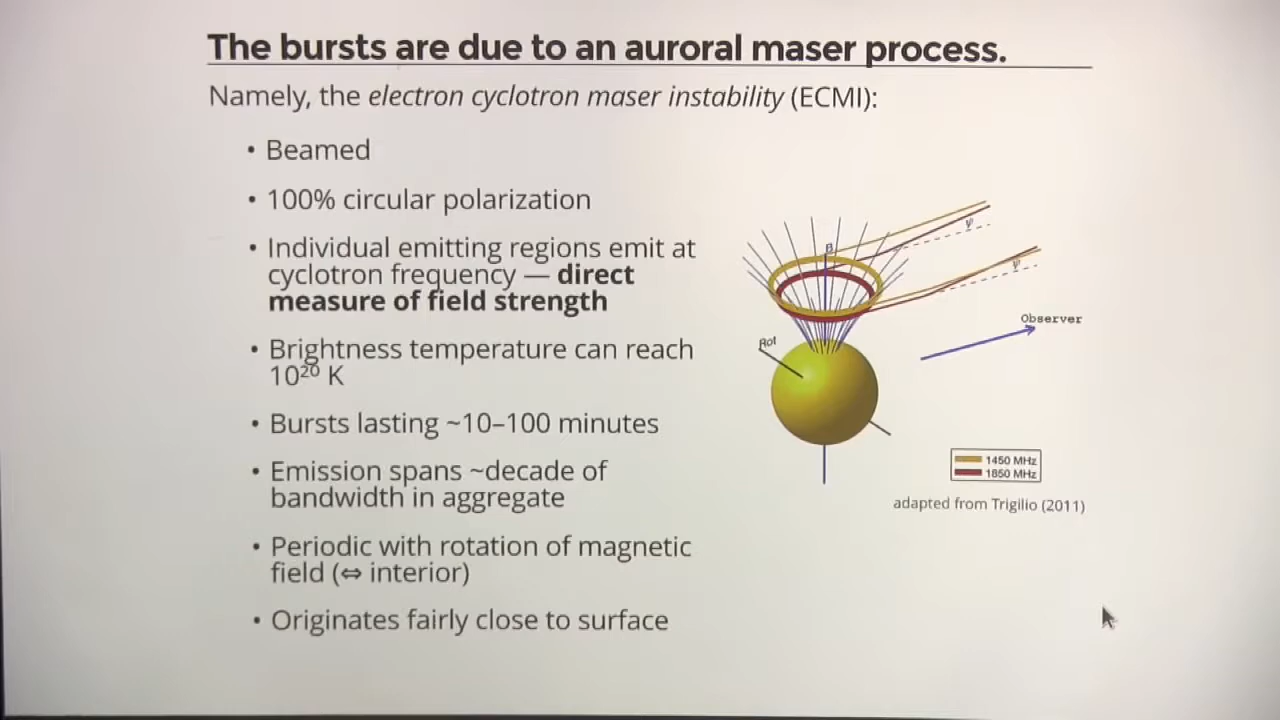 The bursts are due to an auroral maser process.
Namely, the electron cyclotron maser instability (ECMI):
• Beamed
• 100% circular polarization
• Individual emitting regions emit at
cyclotron frequency — direct
measure of field strength
• Brightness temperature can reach
10²⁰ K
• Bursts lasting ~10–100 minutes
• Emission spans ~decade of
bandwidth in aggregate
• Periodic with rotation of magnetic
field (⇔ interior)
• Originates fairly close to surface
ψ
B
ψ
Observer
Rot
1450 MHz
1850 MHz
adapted from Trigilio (2011)